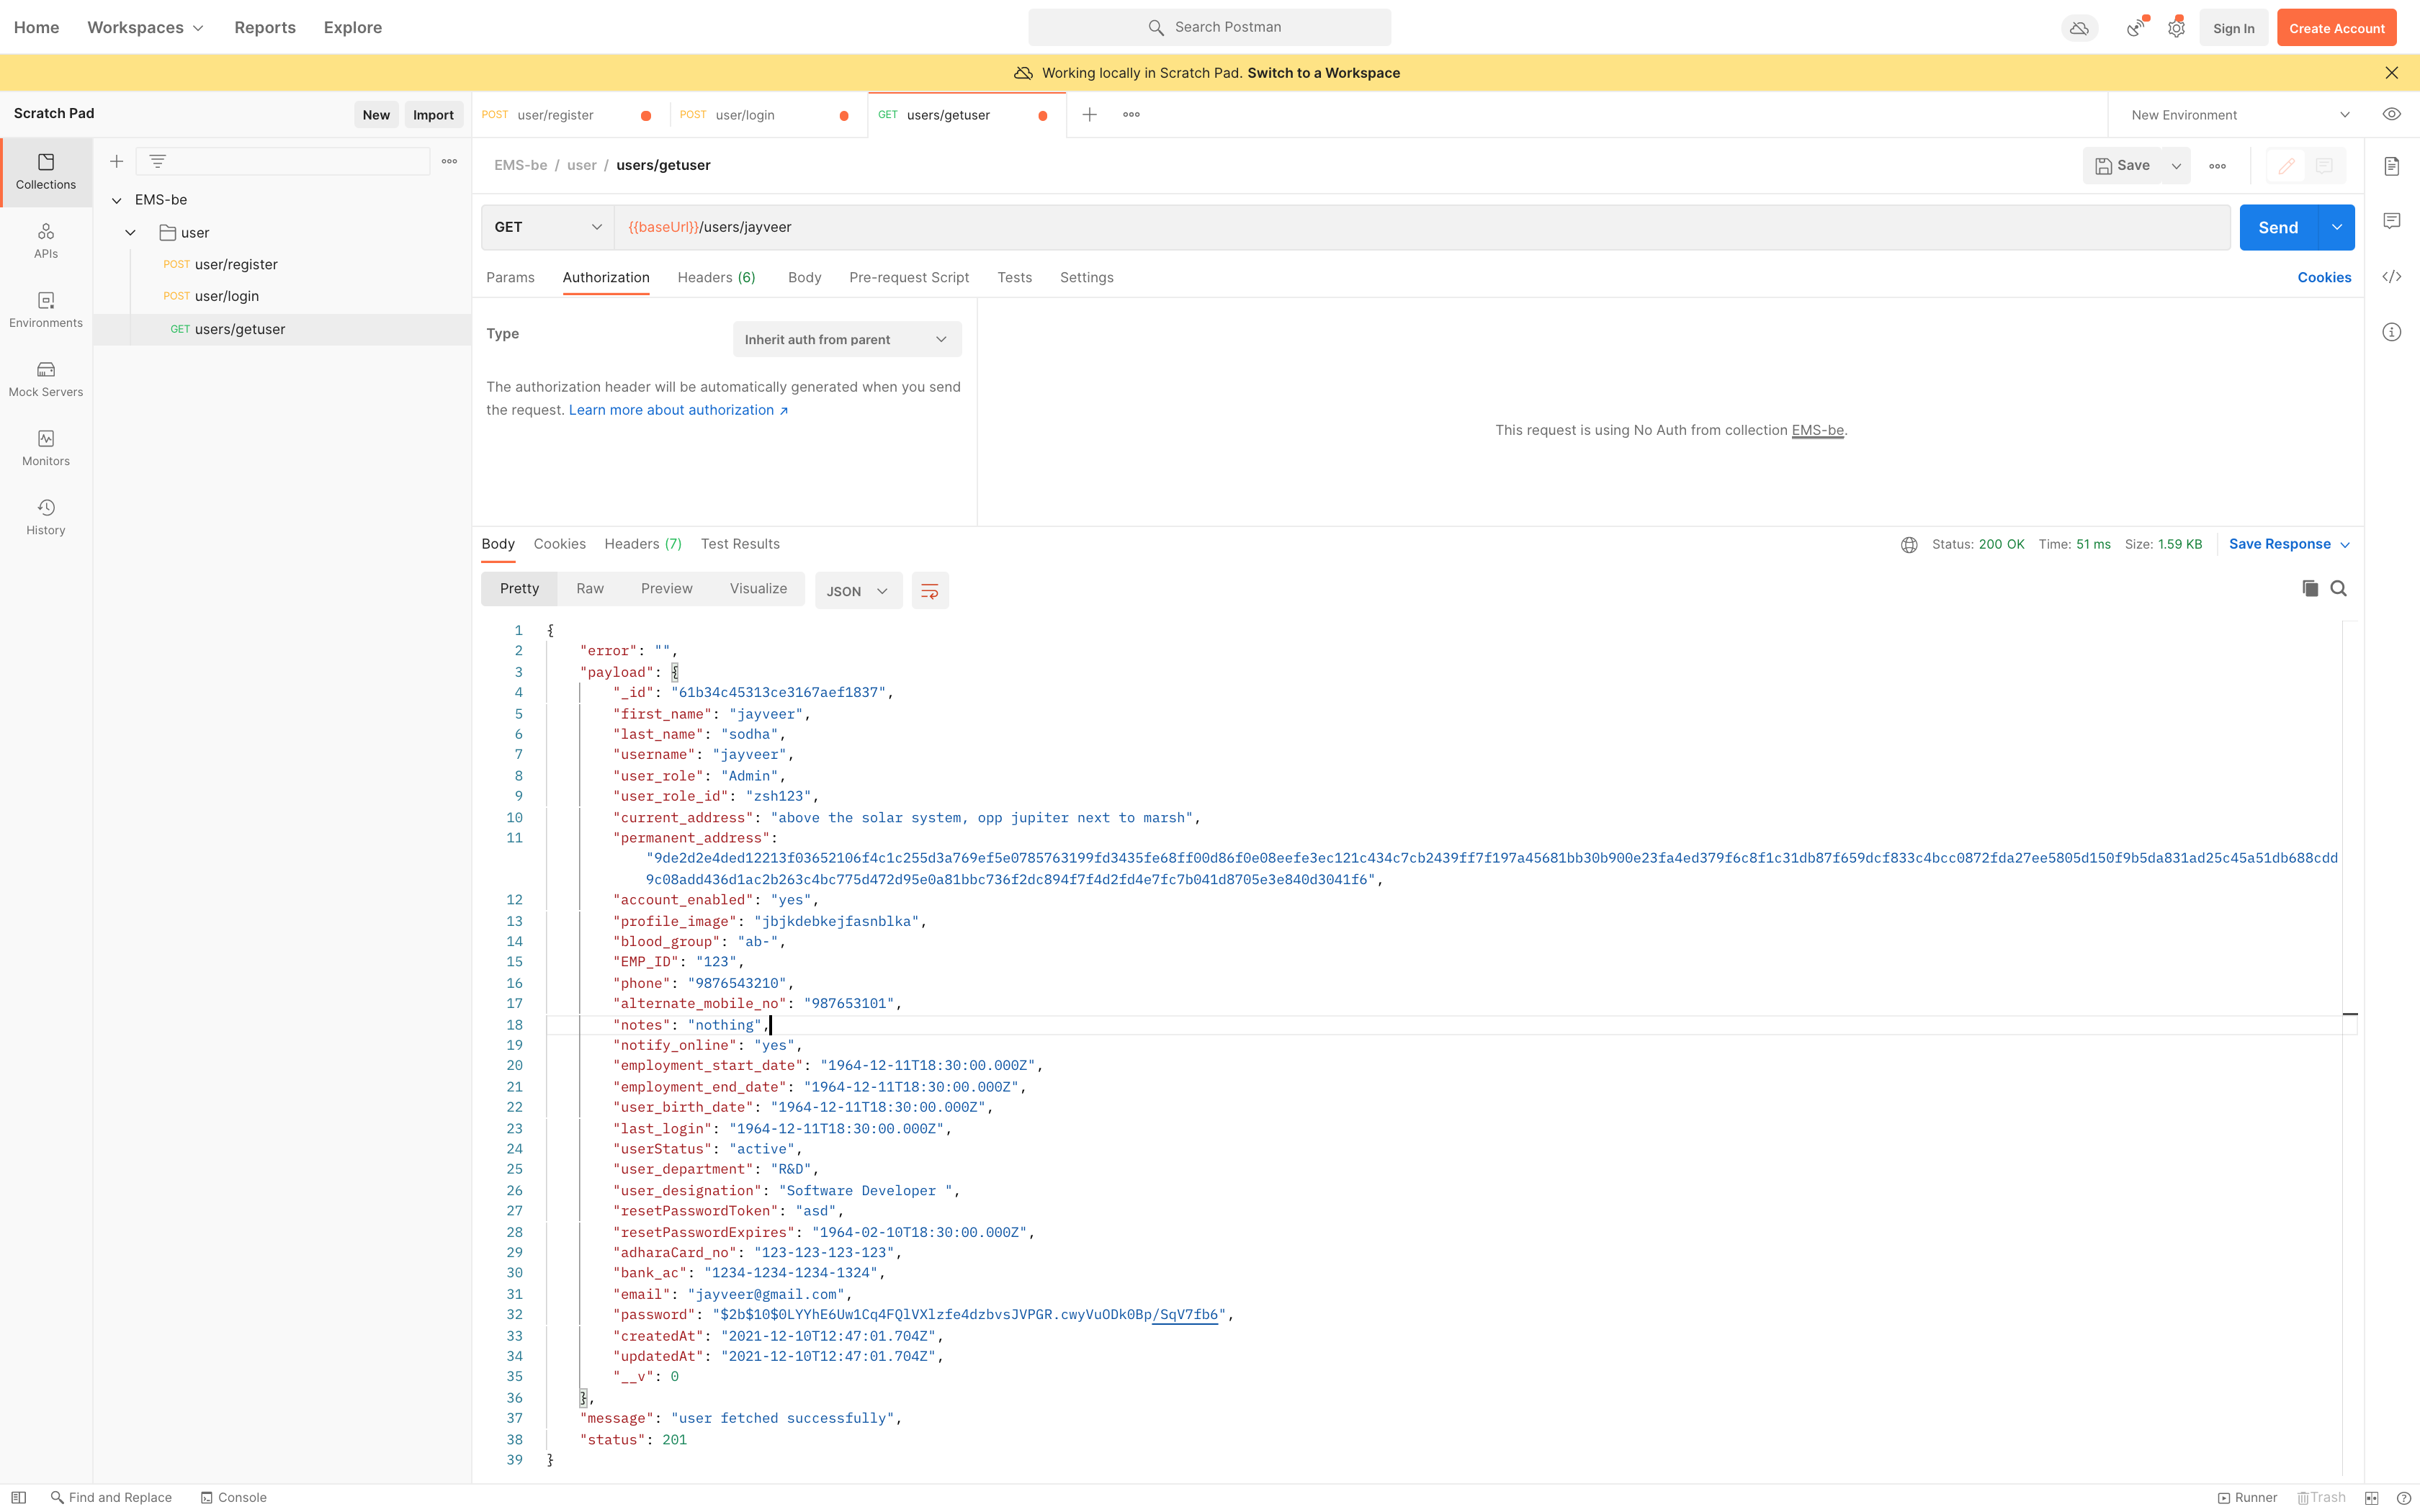 Home Workspaces Reports Explore Search Postman Sign In Create Account
Working locally in Scratch Pad. Switch to a Workspace
Scratch Pad New Import POST user/register POST user/login GET users/getuser New Environment
Collections
APIs
Environments
Mock Servers
Monitors
History
EMS-be
user
POST user/register
POST user/login
GET users/getuser
EMS-be / user / users/getuser Save
GET {{baseUrl}}/users/jayveer Send
Params Authorization Headers (6) Body Pre-request Script Tests Settings Cookies
Type Inherit auth from parent
The authorization header will be automatically generated when you send
the request. Learn more about authorization ↗
This request is using No Auth from collection EMS-be.
Body Cookies Headers (7) Test Results Status: 200 OK Time: 51 ms Size: 1.59 KB Save Response
Pretty Raw Preview Visualize JSON
1 {
2 "error": "",
3 "payload": {
4 "_id": "61b34c45313ce3167aef1837",
5 "first_name": "jayveer",
6 "last_name": "sodha",
7 "username": "jayveer",
8 "user_role": "Admin",
9 "user_role_id": "zsh123",
10 "current_address": "above the solar system, opp jupiter next to marsh",
11 "permanent_address":
"9de2d2e4ded12213f03652106f4c1c255d3a769ef5e0785763199fd3435fe68ff00d86f0e08eefe3ec121c434c7cb2439ff7f197a45681bb30b900e23fa4ed379f6c8f1c31db87f659dcf833c4bcc0872fda27ee5805d150f9b5da831ad25c45a51db688cdd
9c08add436d1ac2b263c4bc775d472d95e0a81bbc736f2dc894f7f4d2fd4e7fc7b041d8705e3e840d3041f6",
12 "account_enabled": "yes",
13 "profile_image": "jbjkdebkejfasnblka",
14 "blood_group": "ab-",
15 "EMP_ID": "123",
16 "phone": "9876543210",
17 "alternate_mobile_no": "987653101",
18 "notes": "nothing",
19 "notify_online": "yes",
20 "employment_start_date": "1964-12-11T18:30:00.000Z",
21 "employment_end_date": "1964-12-11T18:30:00.000Z",
22 "user_birth_date": "1964-12-11T18:30:00.000Z",
23 "last_login": "1964-12-11T18:30:00.000Z",
24 "userStatus": "active",
25 "user_department": "R&D",
26 "user_designation": "Software Developer ",
27 "resetPasswordToken": "asd",
28 "resetPasswordExpires": "1964-02-10T18:30:00.000Z",
29 "adharaCard_no": "123-123-123-123",
30 "bank_ac": "1234-1234-1234-1324",
31 "email": "jayveer@gmail.com",
32 "password": "$2b$10$0LYYhE6Uw1Cq4FQlVXlzfe4dzbvsJVPGR.cwyVuODk0Bp/SqV7fb6",
33 "createdAt": "2021-12-10T12:47:01.704Z",
34 "updatedAt": "2021-12-10T12:47:01.704Z",
35 "__v": 0
36 },
37 "message": "user fetched successfully",
38 "status": 201
39 }
Find and Replace Console Runner Trash